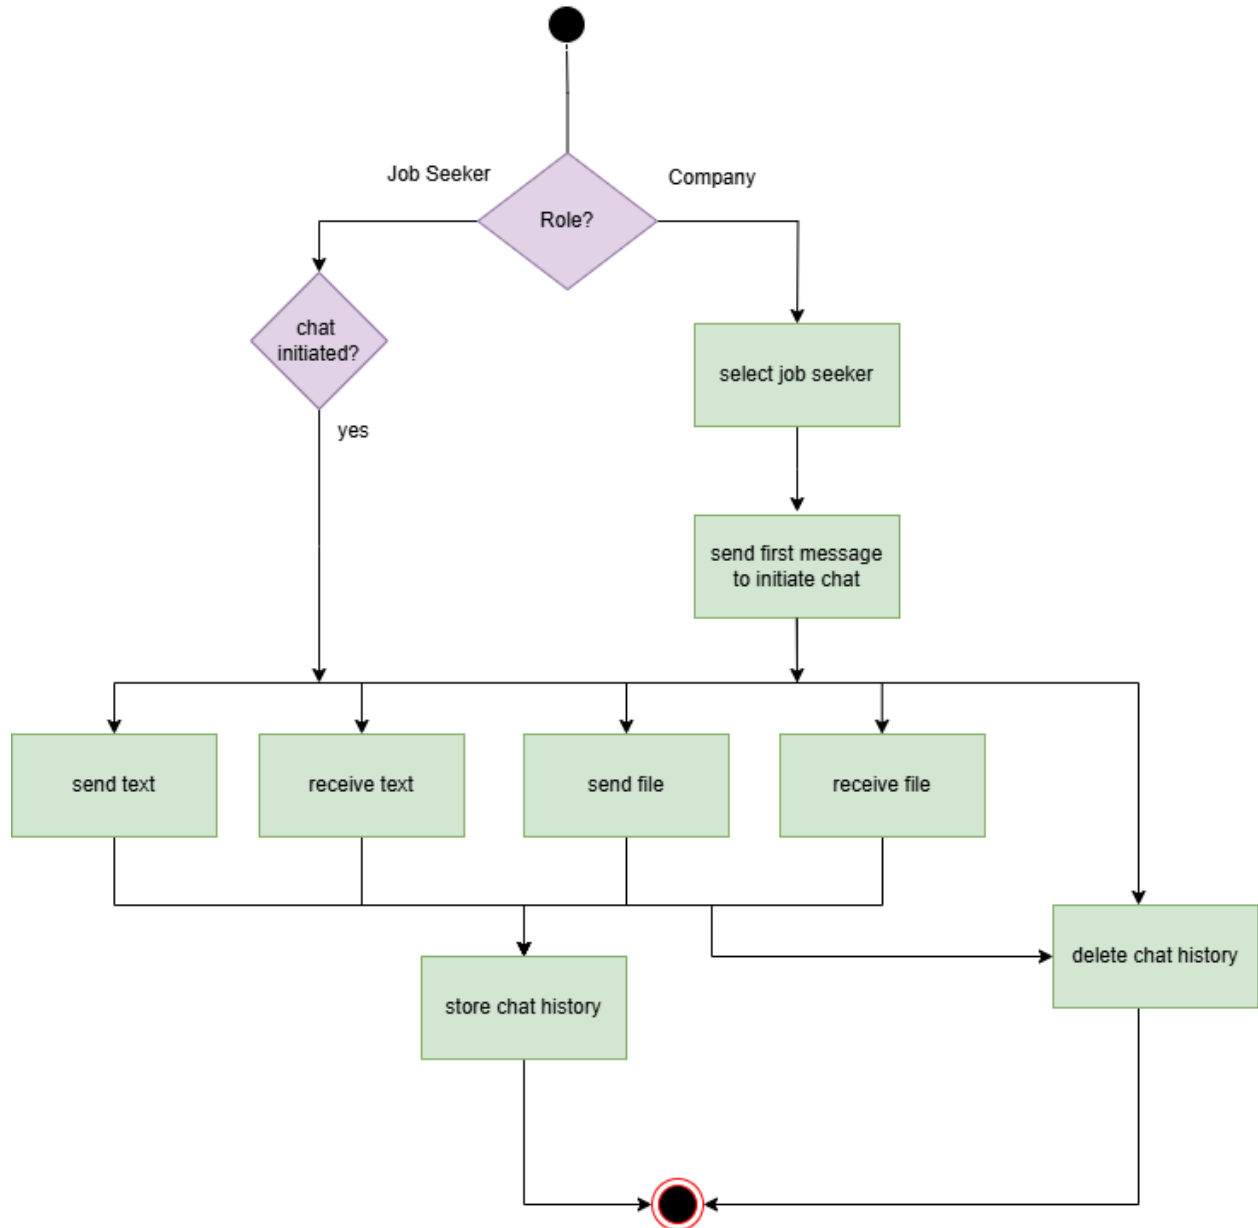 Job Seeker
Company
Role?
chat
initiated?
select job seeker
yes
send first message
to initiate chat
send text
receive text
send file
receive file
delete chat history
store chat history